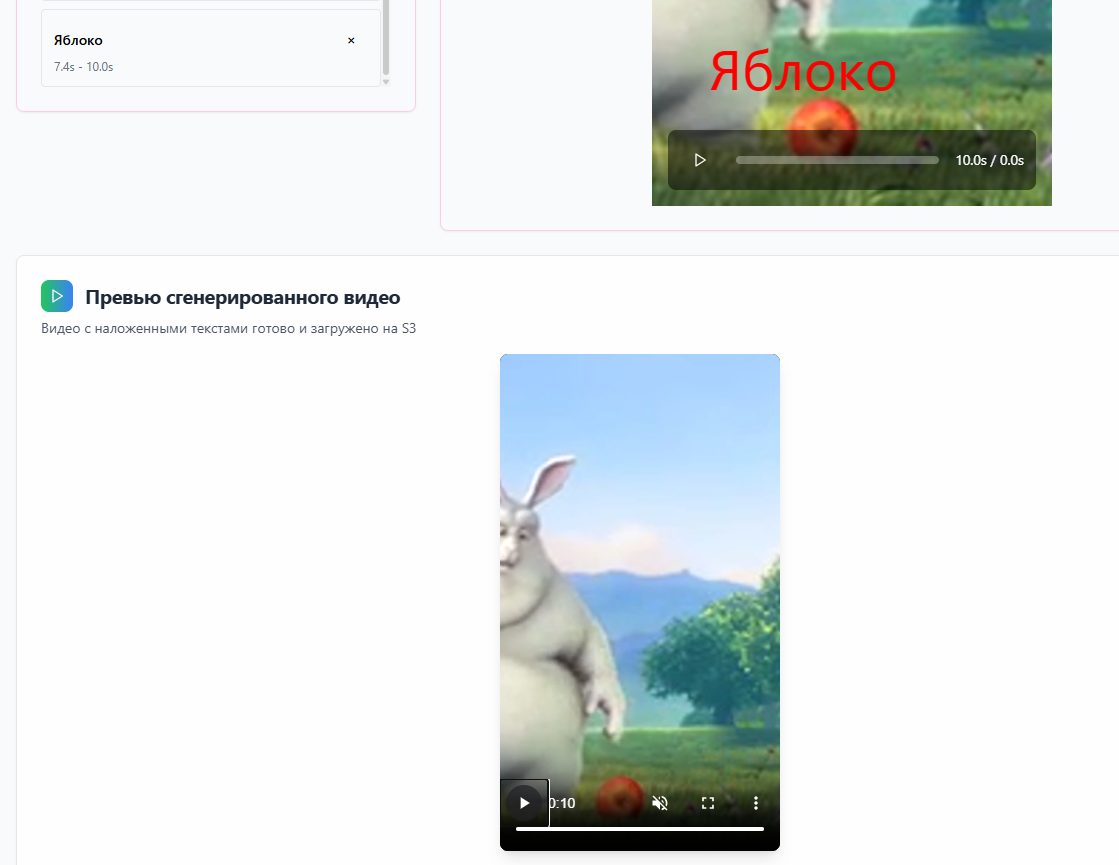 Яблоко
×
7.4s - 10.0s
Яблоко
10.0s / 0.0s
Превью сгенерированного видео
Видео с наложенными текстами готово и загружено на S3
0:10